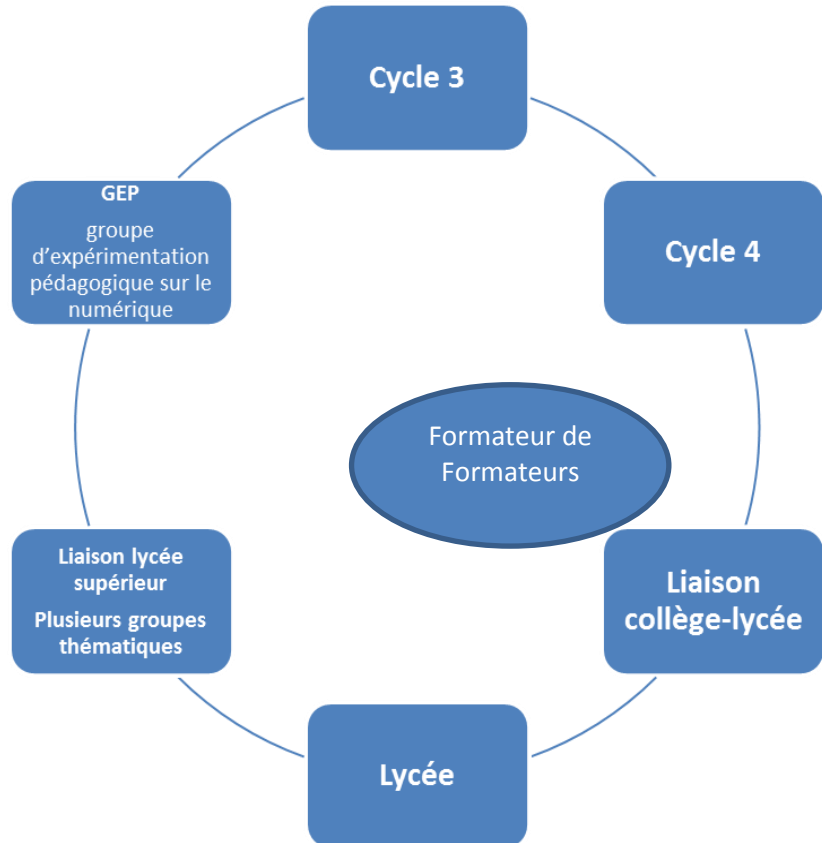 Cycle 3
GEP
groupe
d'expérimentation
pédagogique sur le
numérique
Cycle 4
Formateur de
Formateurs
Liaison lycée
supérieur
Plusieurs groupes
thématiques
Liaison
collège-lycée
Lycée